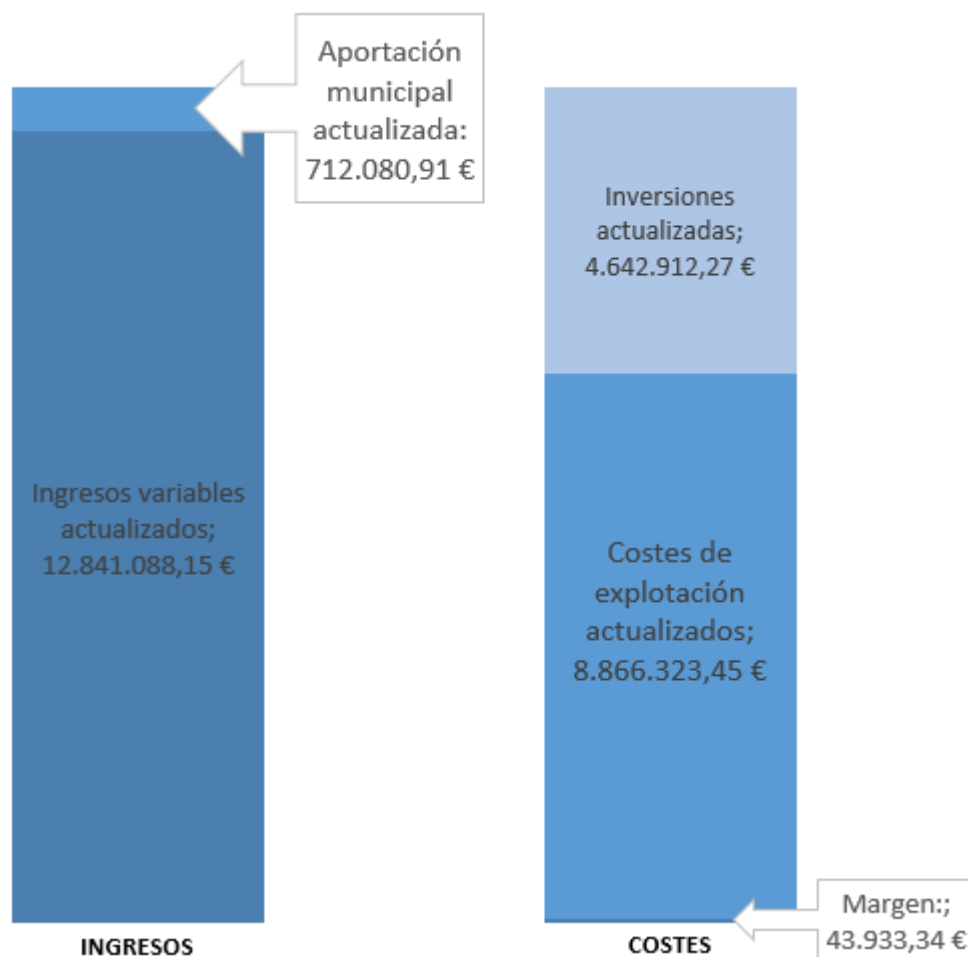 Aportación
municipal
actualizada:
712.080,91 €
Ingresos variables
actualizados;
12.841.088,15 €
INGRESOS
Inversiones
actualizadas;
4.642.912,27 €
Costes de
explotación
actualizados;
8.866.323,45 €
COSTES
Margen:;
43.933,34 €